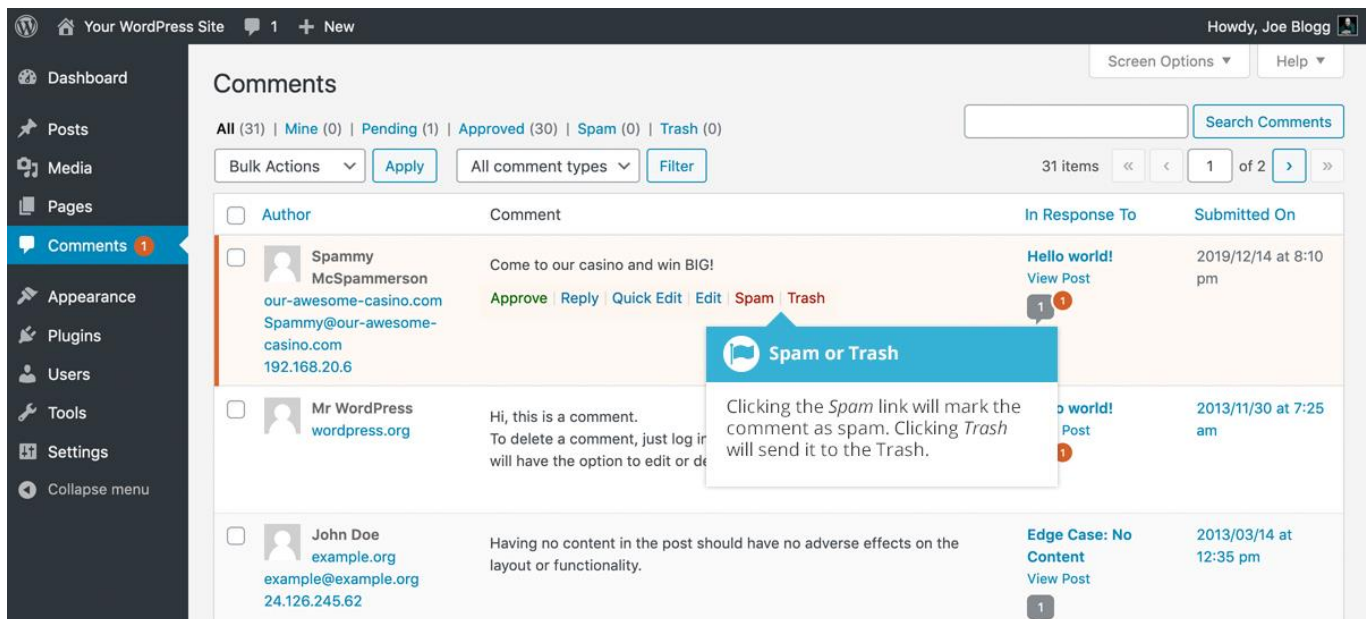 Your WordPress Site 1 + New Howdy, Joe Blogg
Dashboard
Posts
Media
Pages
Comments 1
Appearance
Plugins
Users
Tools
Settings
Collapse menu
Screen Options ▼ Help ▼
Comments
All (31) | Mine (0) | Pending (1) | Approved (30) | Spam (0) | Trash (0)
Search Comments
Bulk Actions Apply All comment types Filter
31 items « ‹ 1 of 2 › »
Author Comment In Response To Submitted On
Spammy
McSpammerson
our-awesome-casino.com
Spammy@our-awesome-
casino.com
192.168.20.6
Come to our casino and win BIG!
Approve | Reply | Quick Edit | Edit | Spam | Trash
Hello world!
View Post
1 1
2019/12/14 at 8:10
pm
Spam or Trash
Clicking the Spam link will mark the
comment as spam. Clicking Trash
will send it to the Trash.
Mr WordPress
wordpress.org
Hi, this is a comment.
To delete a comment, just log in
will have the option to edit or
world!
Post
1
2013/11/30 at 7:25
am
John Doe
example.org
example@example.org
24.126.245.62
Having no content in the post should have no adverse effects on the
layout or functionality.
Edge Case: No
Content
View Post
1
2013/03/14 at
12:35 pm